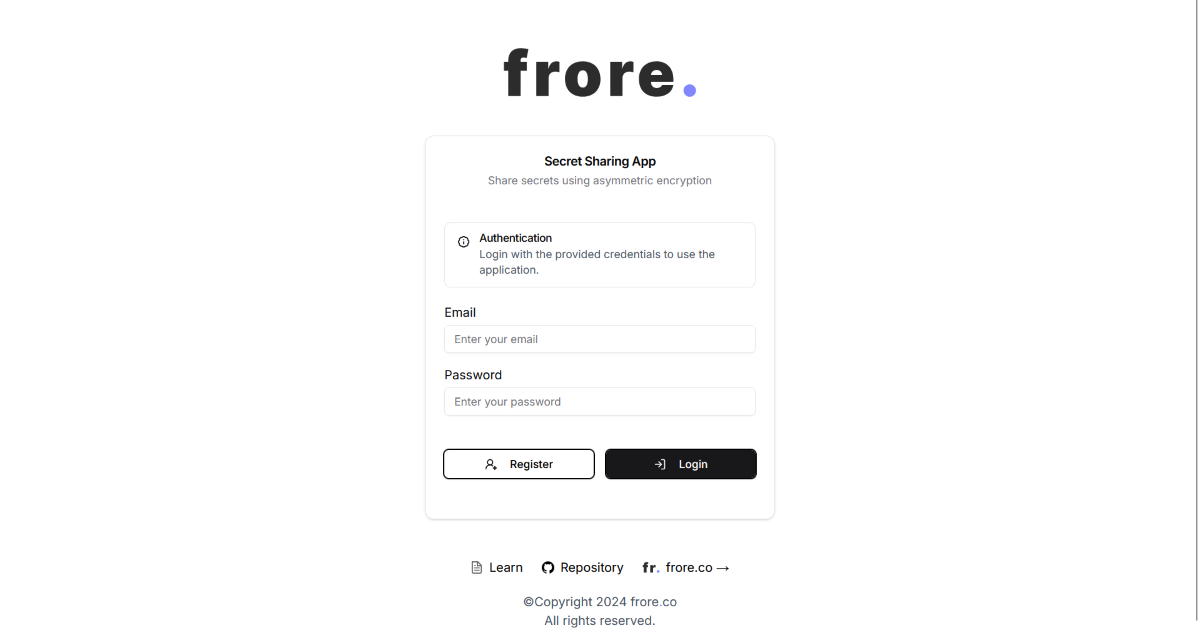 frore.
Secret Sharing App
Share secrets using asymmetric encryption
Authentication
Login with the provided credentials to use the
application.
Email
Enter your email
Password
Enter your password
Register Login
Learn Repository fr. frore.co →
©Copyright 2024 frore.co
All rights reserved.